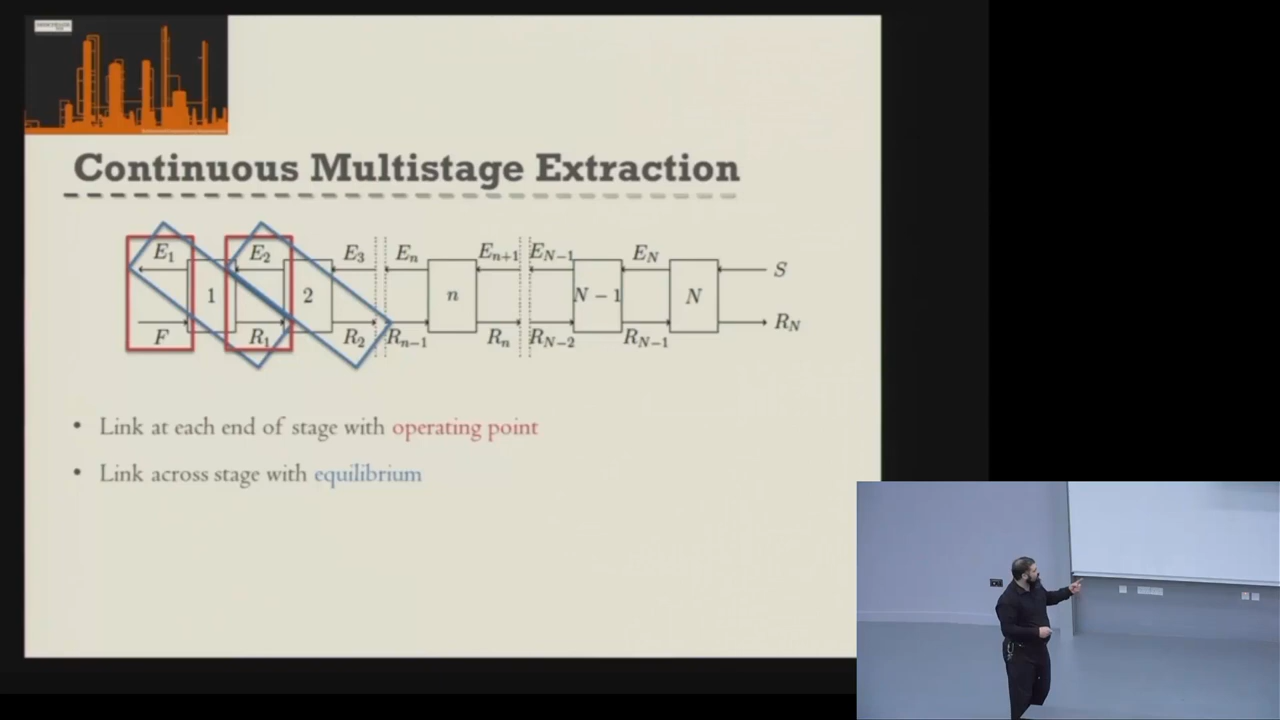 Continuous Multistage Extraction
E₁ E₂ E₃ Eₙ Eₙ₊₁ E_{N−1} E_N S
1 2 n N − 1 N
F R₁ R₂ R_{n−1} Rₙ R_{N−2} R_{N−1} R_N
• Link at each end of stage with operating point
• Link across stage with equilibrium